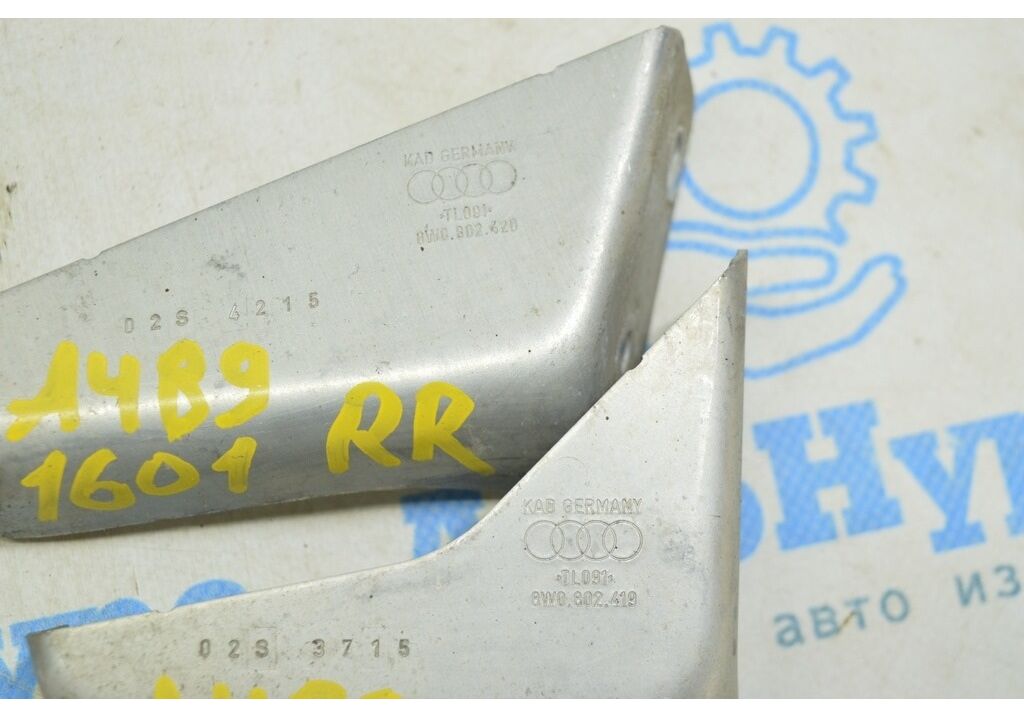 KAB GERMANY
•TL091•
8W0.802.420
02S 4215
A4B9
1601 RR
KAB GERMANY
•TL091•
8W0.802.419
02S 3715
авто из